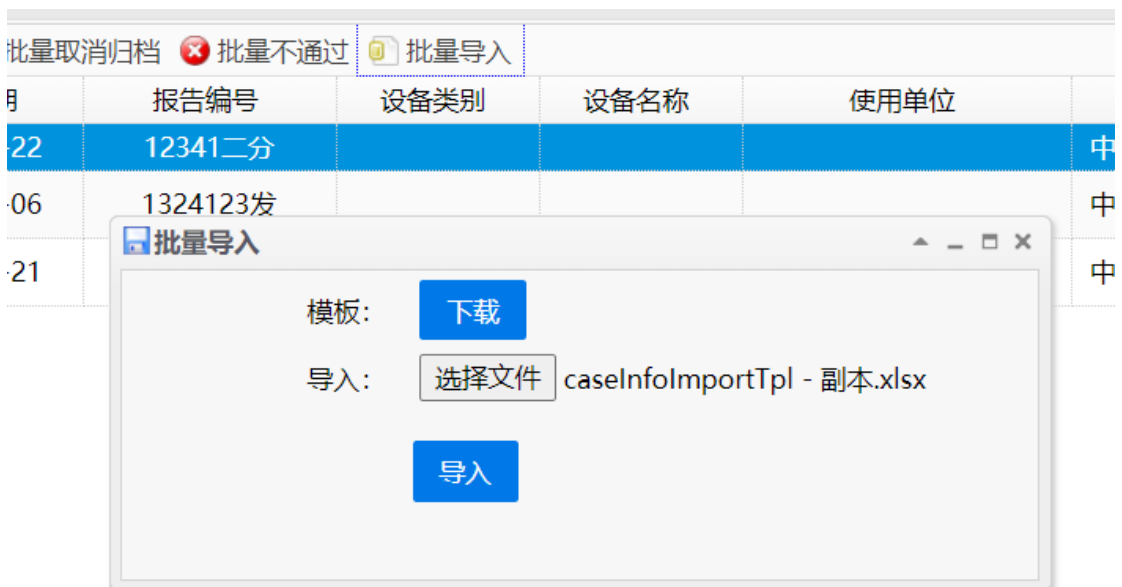 批量取消归档 批量不通过 批量导入
报告编号 设备类别 设备名称 使用单位
-22 12341二分 中
-06 1324123发 中
批量导入
-21 中
模板： 下载
导入： 选择文件 caseInfoImportTpl - 副本.xlsx
导入